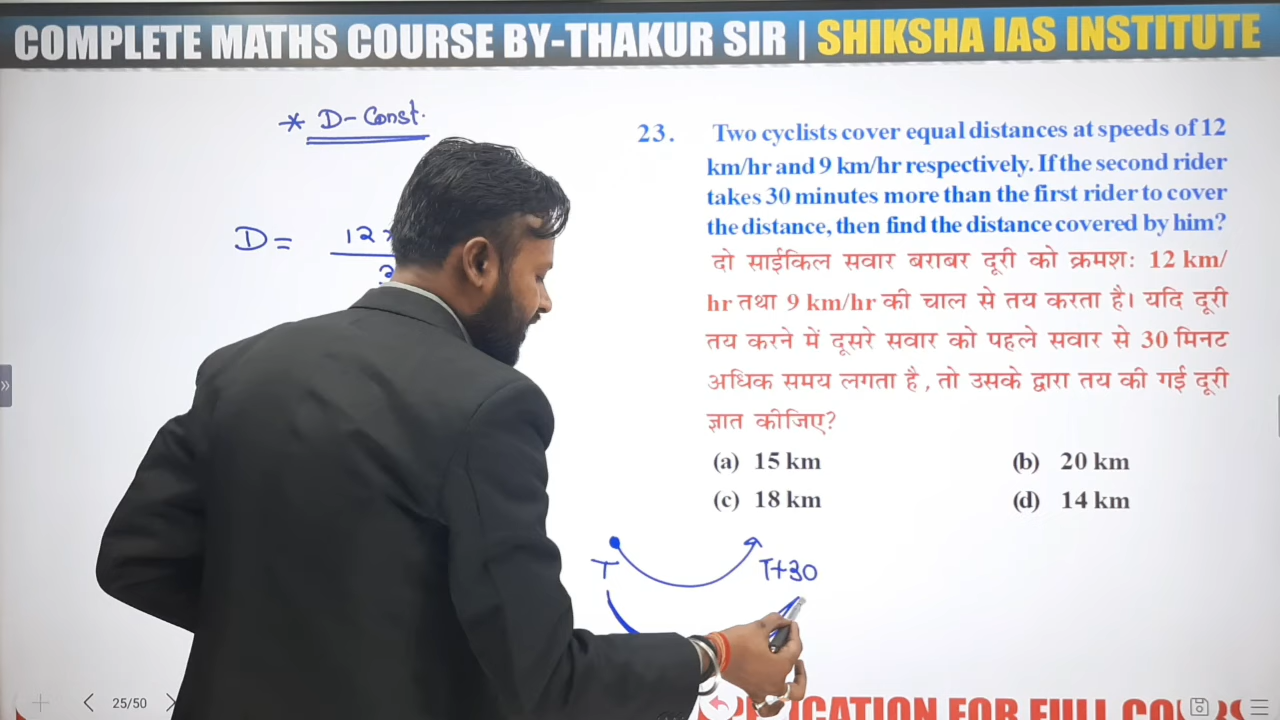 COMPLETE MATHS COURSE BY-THAKUR SIR | SHIKSHA IAS INSTITUTE
* D-Const.
D = 12
23. Two cyclists cover equal distances at speeds of 12
km/hr and 9 km/hr respectively. If the second rider
takes 30 minutes more than the first rider to cover
the distance, then find the distance covered by him?
दो साईकिल सवार बराबर दूरी को क्रमशः 12 km/
hr तथा 9 km/hr की चाल से तय करता है। यदि दूरी
तय करने में दूसरे सवार को पहले सवार से 30 मिनट
अधिक समय लगता है, तो उसके द्वारा तय की गई दूरी
ज्ञात कीजिए?
(a) 15 km (b) 20 km
(c) 18 km (d) 14 km
T T+30
25/50
FOR FULL